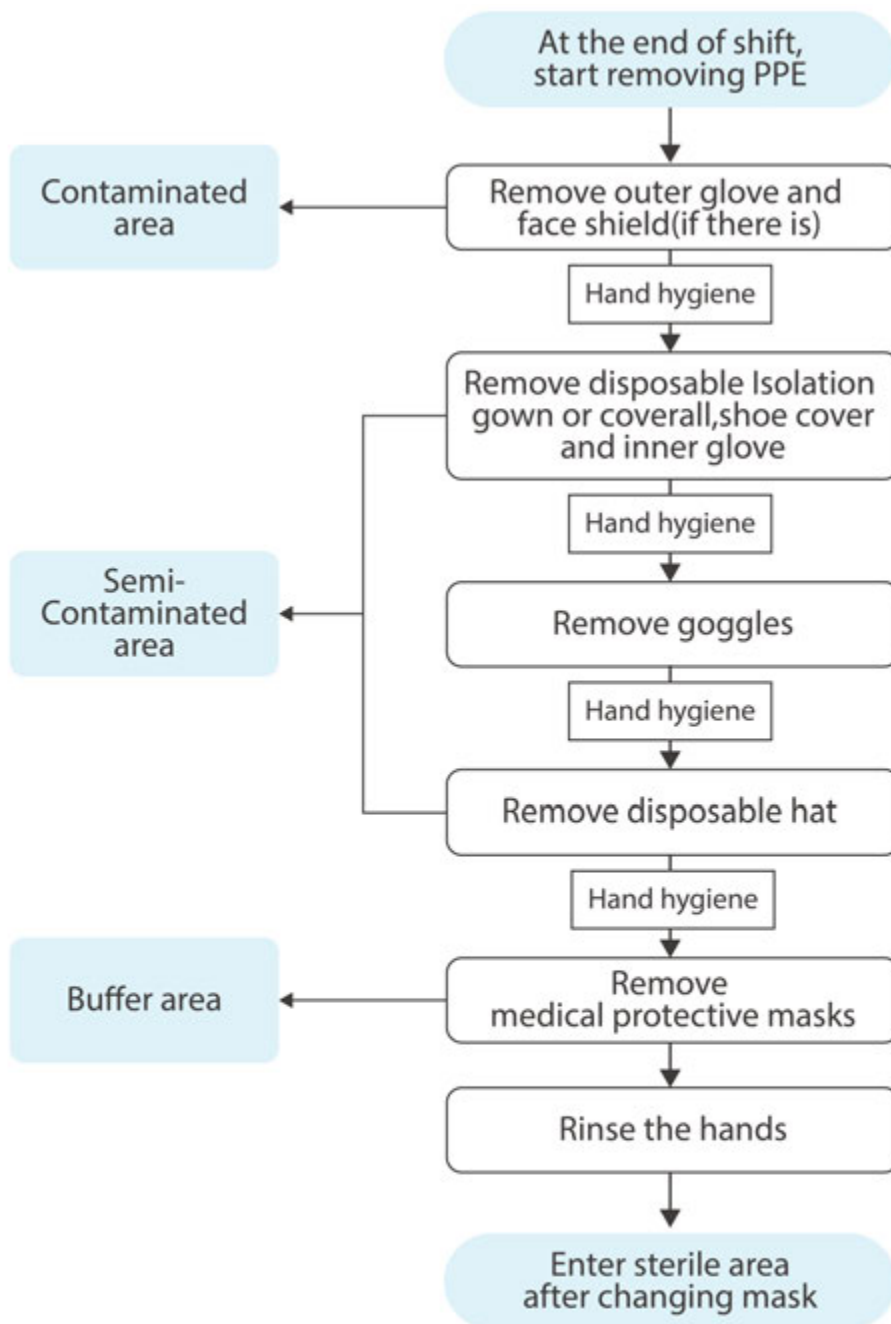 At the end of shift,
start removing PPE
Contaminated
area
Remove outer glove and
face shield(if there is)
Hand hygiene
Remove disposable Isolation
gown or coverall,shoe cover
and inner glove
Hand hygiene
Semi-
Contaminated
area
Remove goggles
Hand hygiene
Remove disposable hat
Hand hygiene
Buffer area
Remove
medical protective masks
Rinse the hands
Enter sterile area
after changing mask